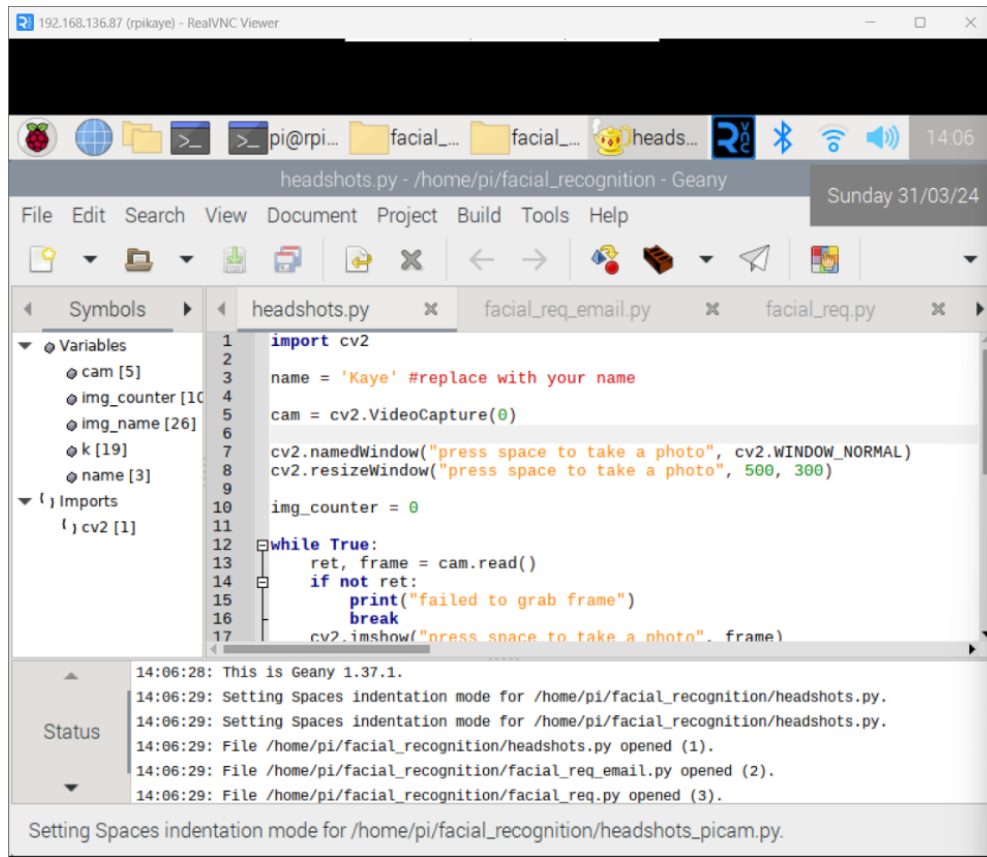 192.168.136.87 (rpikaye) - RealVNC Viewer
pi@rpi... facial_... facial_... heads... 14:06
headshots.py - /home/pi/facial_recognition - Geany
Sunday 31/03/24
File Edit Search View Document Project Build Tools Help
Symbols headshots.py facial_req_email.py facial_req.py
Variables
cam [5]
img_counter [10
img_name [26]
k [19]
name [3]
Imports
cv2 [1]
1 import cv2
2
3 name = 'Kaye' #replace with your name
4
5 cam = cv2.VideoCapture(0)
6
7 cv2.namedWindow("press space to take a photo", cv2.WINDOW_NORMAL)
8 cv2.resizeWindow("press space to take a photo", 500, 300)
9
10 img_counter = 0
11
12 while True:
13 ret, frame = cam.read()
14 if not ret:
15 print("failed to grab frame")
16 break
17 cv2.imshow("press space to take a photo", frame)
Status
14:06:28: This is Geany 1.37.1.
14:06:29: Setting Spaces indentation mode for /home/pi/facial_recognition/headshots.py.
14:06:29: Setting Spaces indentation mode for /home/pi/facial_recognition/headshots.py.
14:06:29: File /home/pi/facial_recognition/headshots.py opened (1).
14:06:29: File /home/pi/facial_recognition/facial_req_email.py opened (2).
14:06:29: File /home/pi/facial_recognition/facial_req.py opened (3).
Setting Spaces indentation mode for /home/pi/facial_recognition/headshots_picam.py.